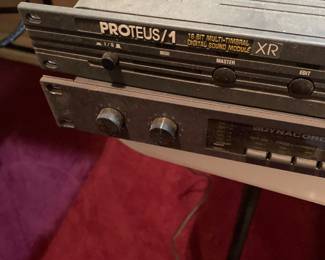 PROTEUS/1 16-BIT MULTI-TIMBRAL
DIGITAL SOUND MODULE XR
MASTER EDIT
DYNACORD